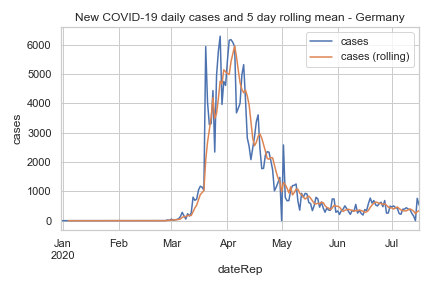 New COVID-19 daily cases and 5 day rolling mean - Germany
cases
cases (rolling)
6000
5000
4000
3000
2000
1000
0
cases
Jan
2020
Feb
Mar
Apr
May
Jun
Jul
dateRep